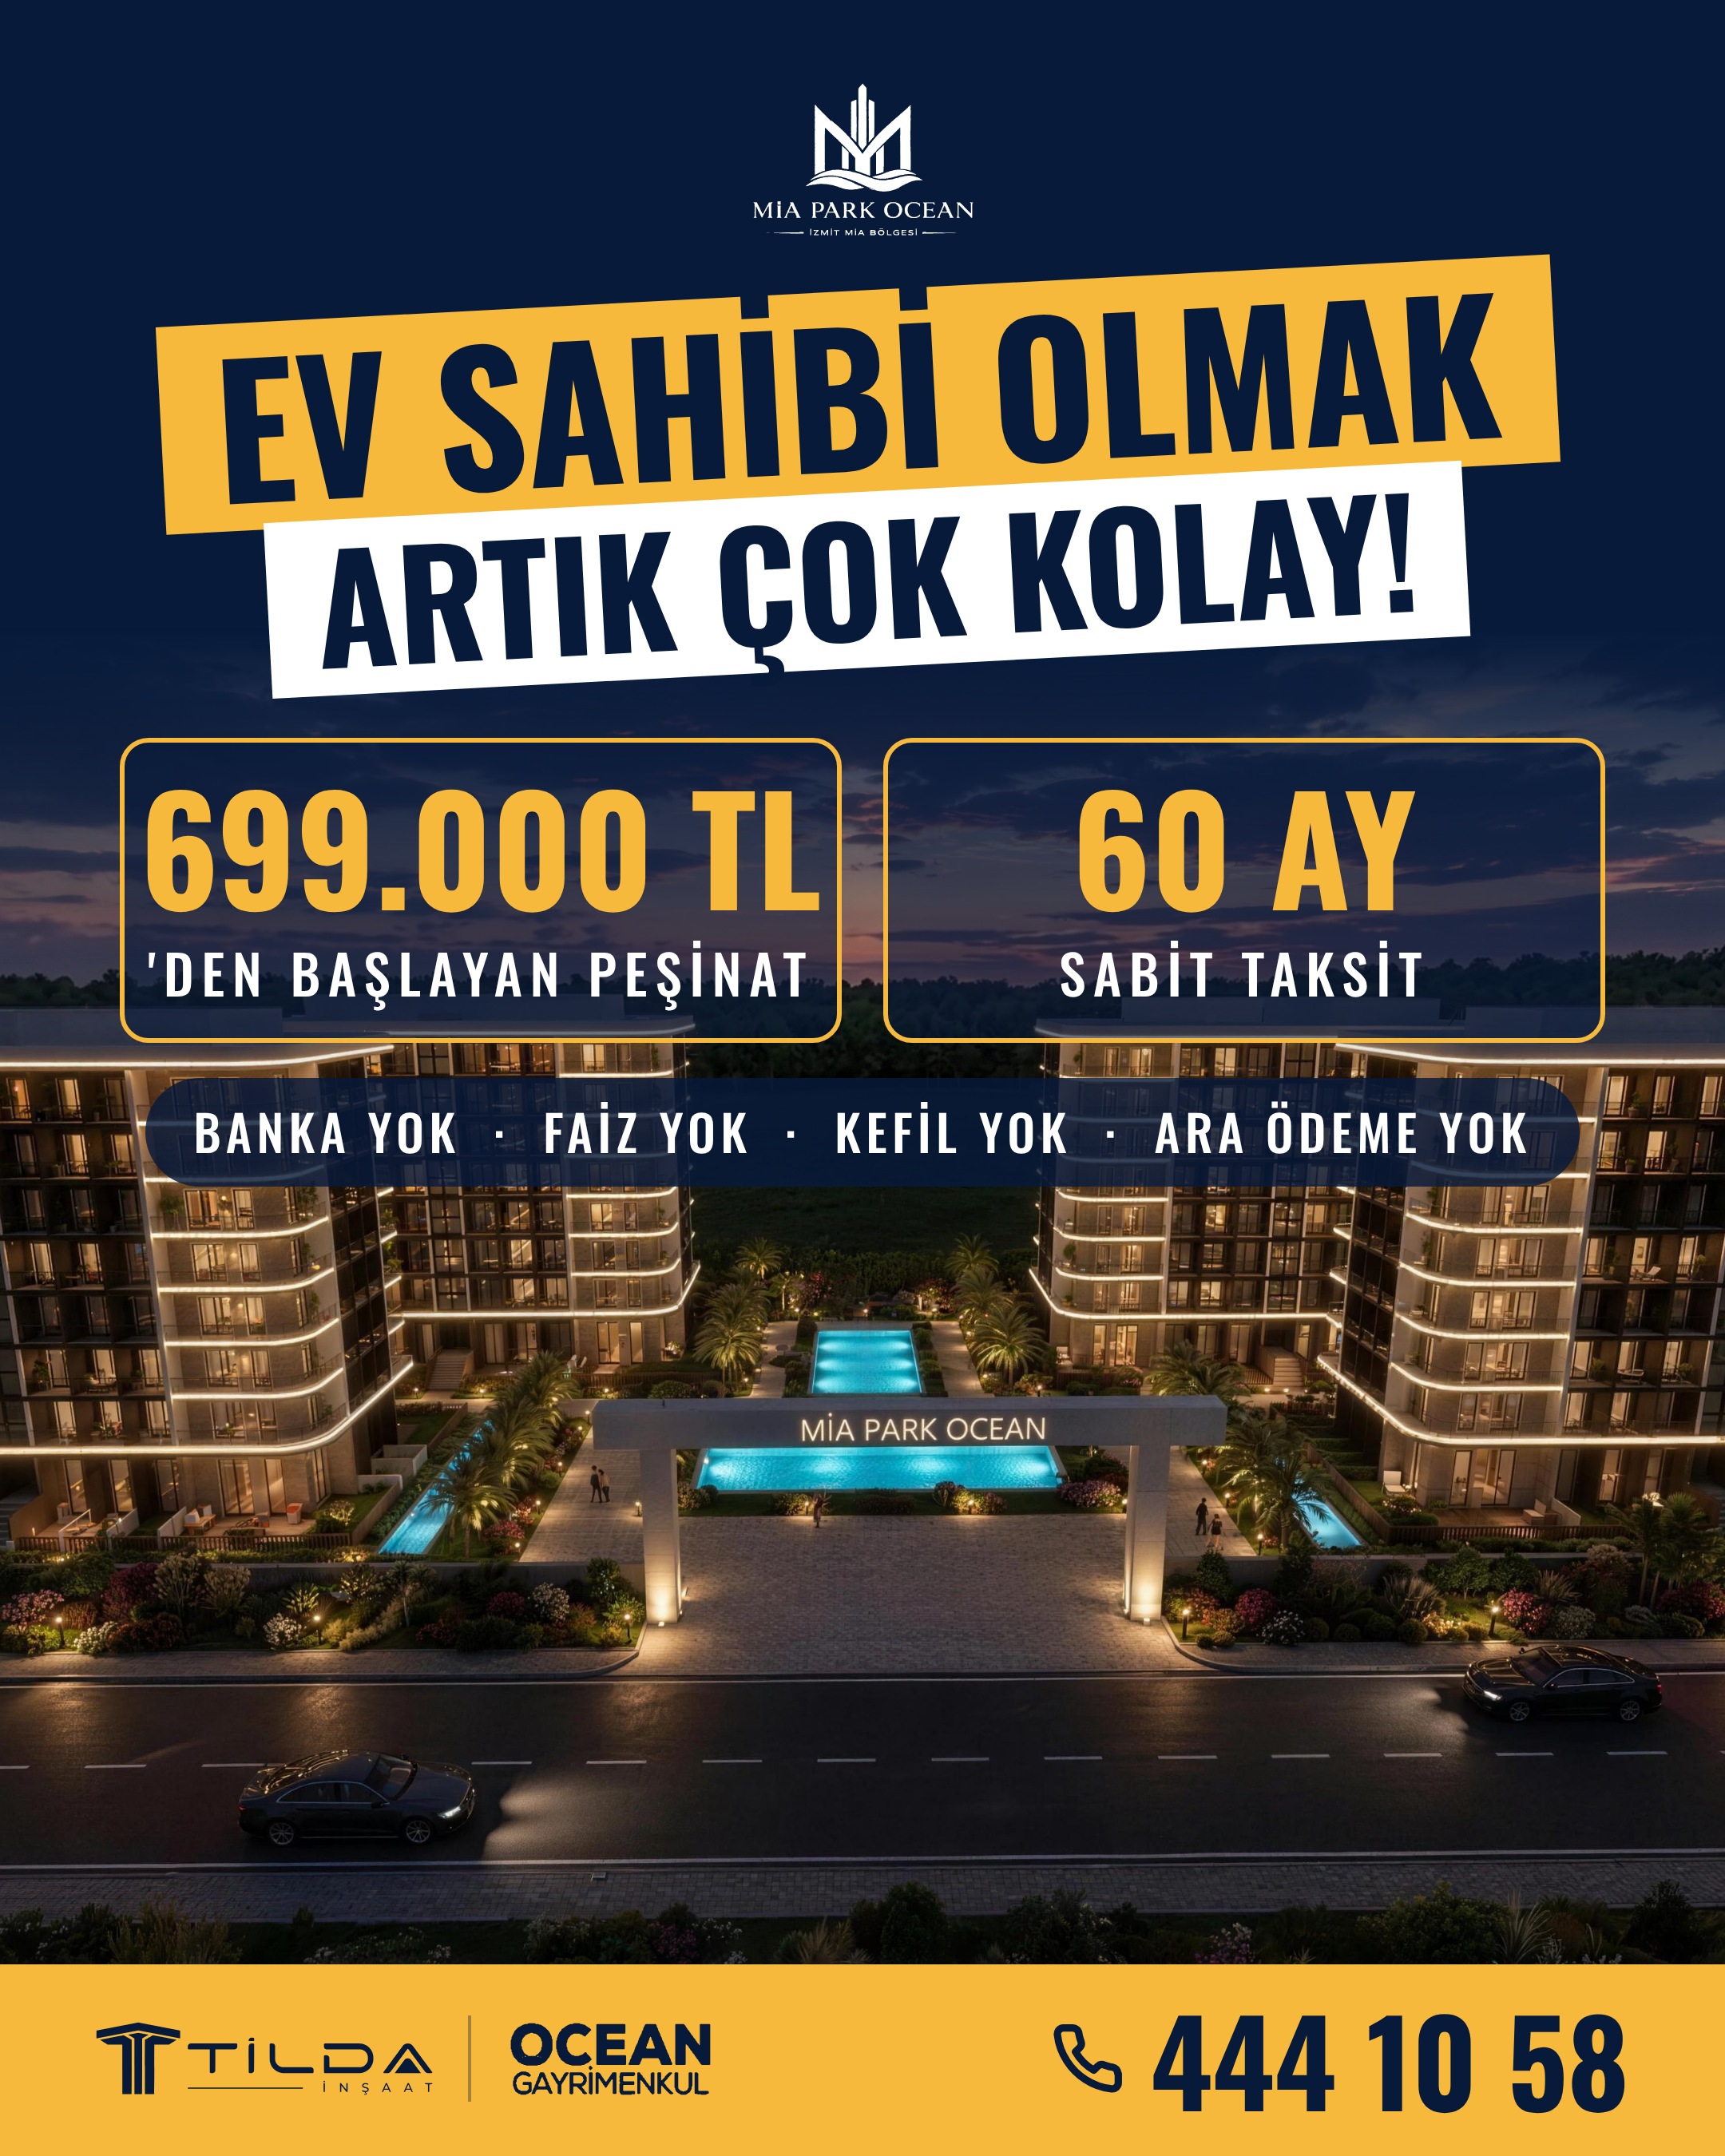 MİA PARK OCEAN
İZMİT MİA BÖLGESİ
EV SAHİBİ OLMAK
ARTIK ÇOK KOLAY!
699.000 TL
'DEN BAŞLAYAN PEŞİNAT
60 AY
SABİT TAKSİT
BANKA YOK · FAİZ YOK · KEFİL YOK · ARA ÖDEME YOK
MİA PARK OCEAN
TİLDA
İNŞAAT
OCEAN
GAYRİMENKUL
444 10 58